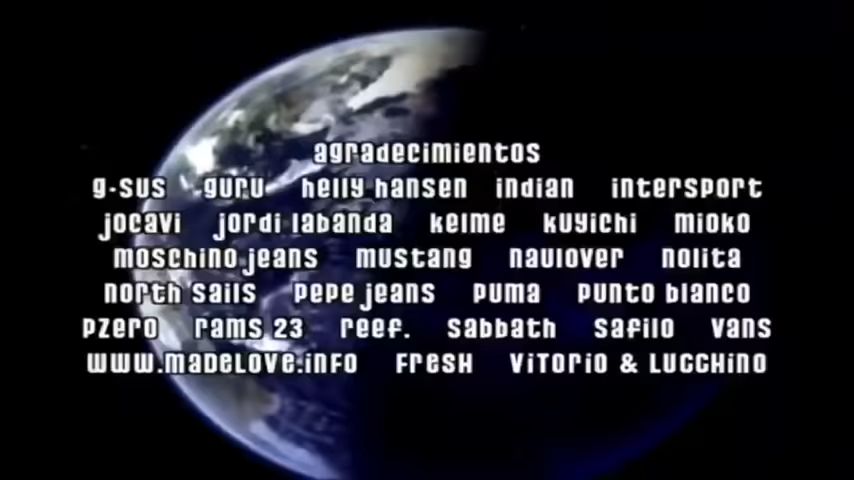 agradecimientos
g-sus guru helly hansen indian intersport
jocavi jordi labanda kelme kuyichi mioko
moschino jeans mustang naulover nolita
north sails pepe jeans puma punto blanco
pzero rams 23 reef. sabbath safilo vans
www.madelove.info fresh vitorio & lucchino